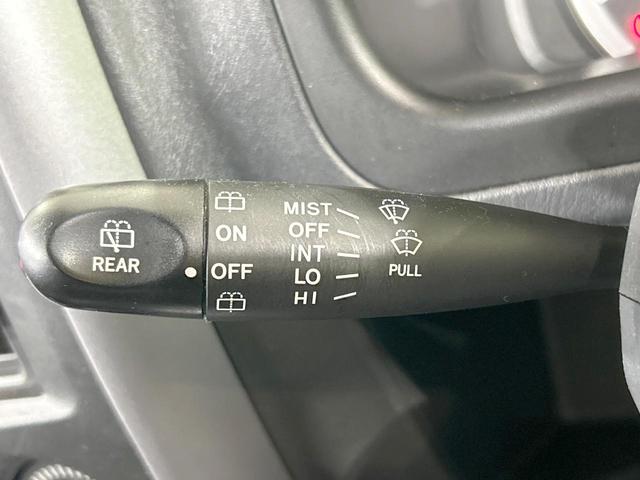 REAR
ON
OFF
MIST
OFF
INT
LO
HI
PULL